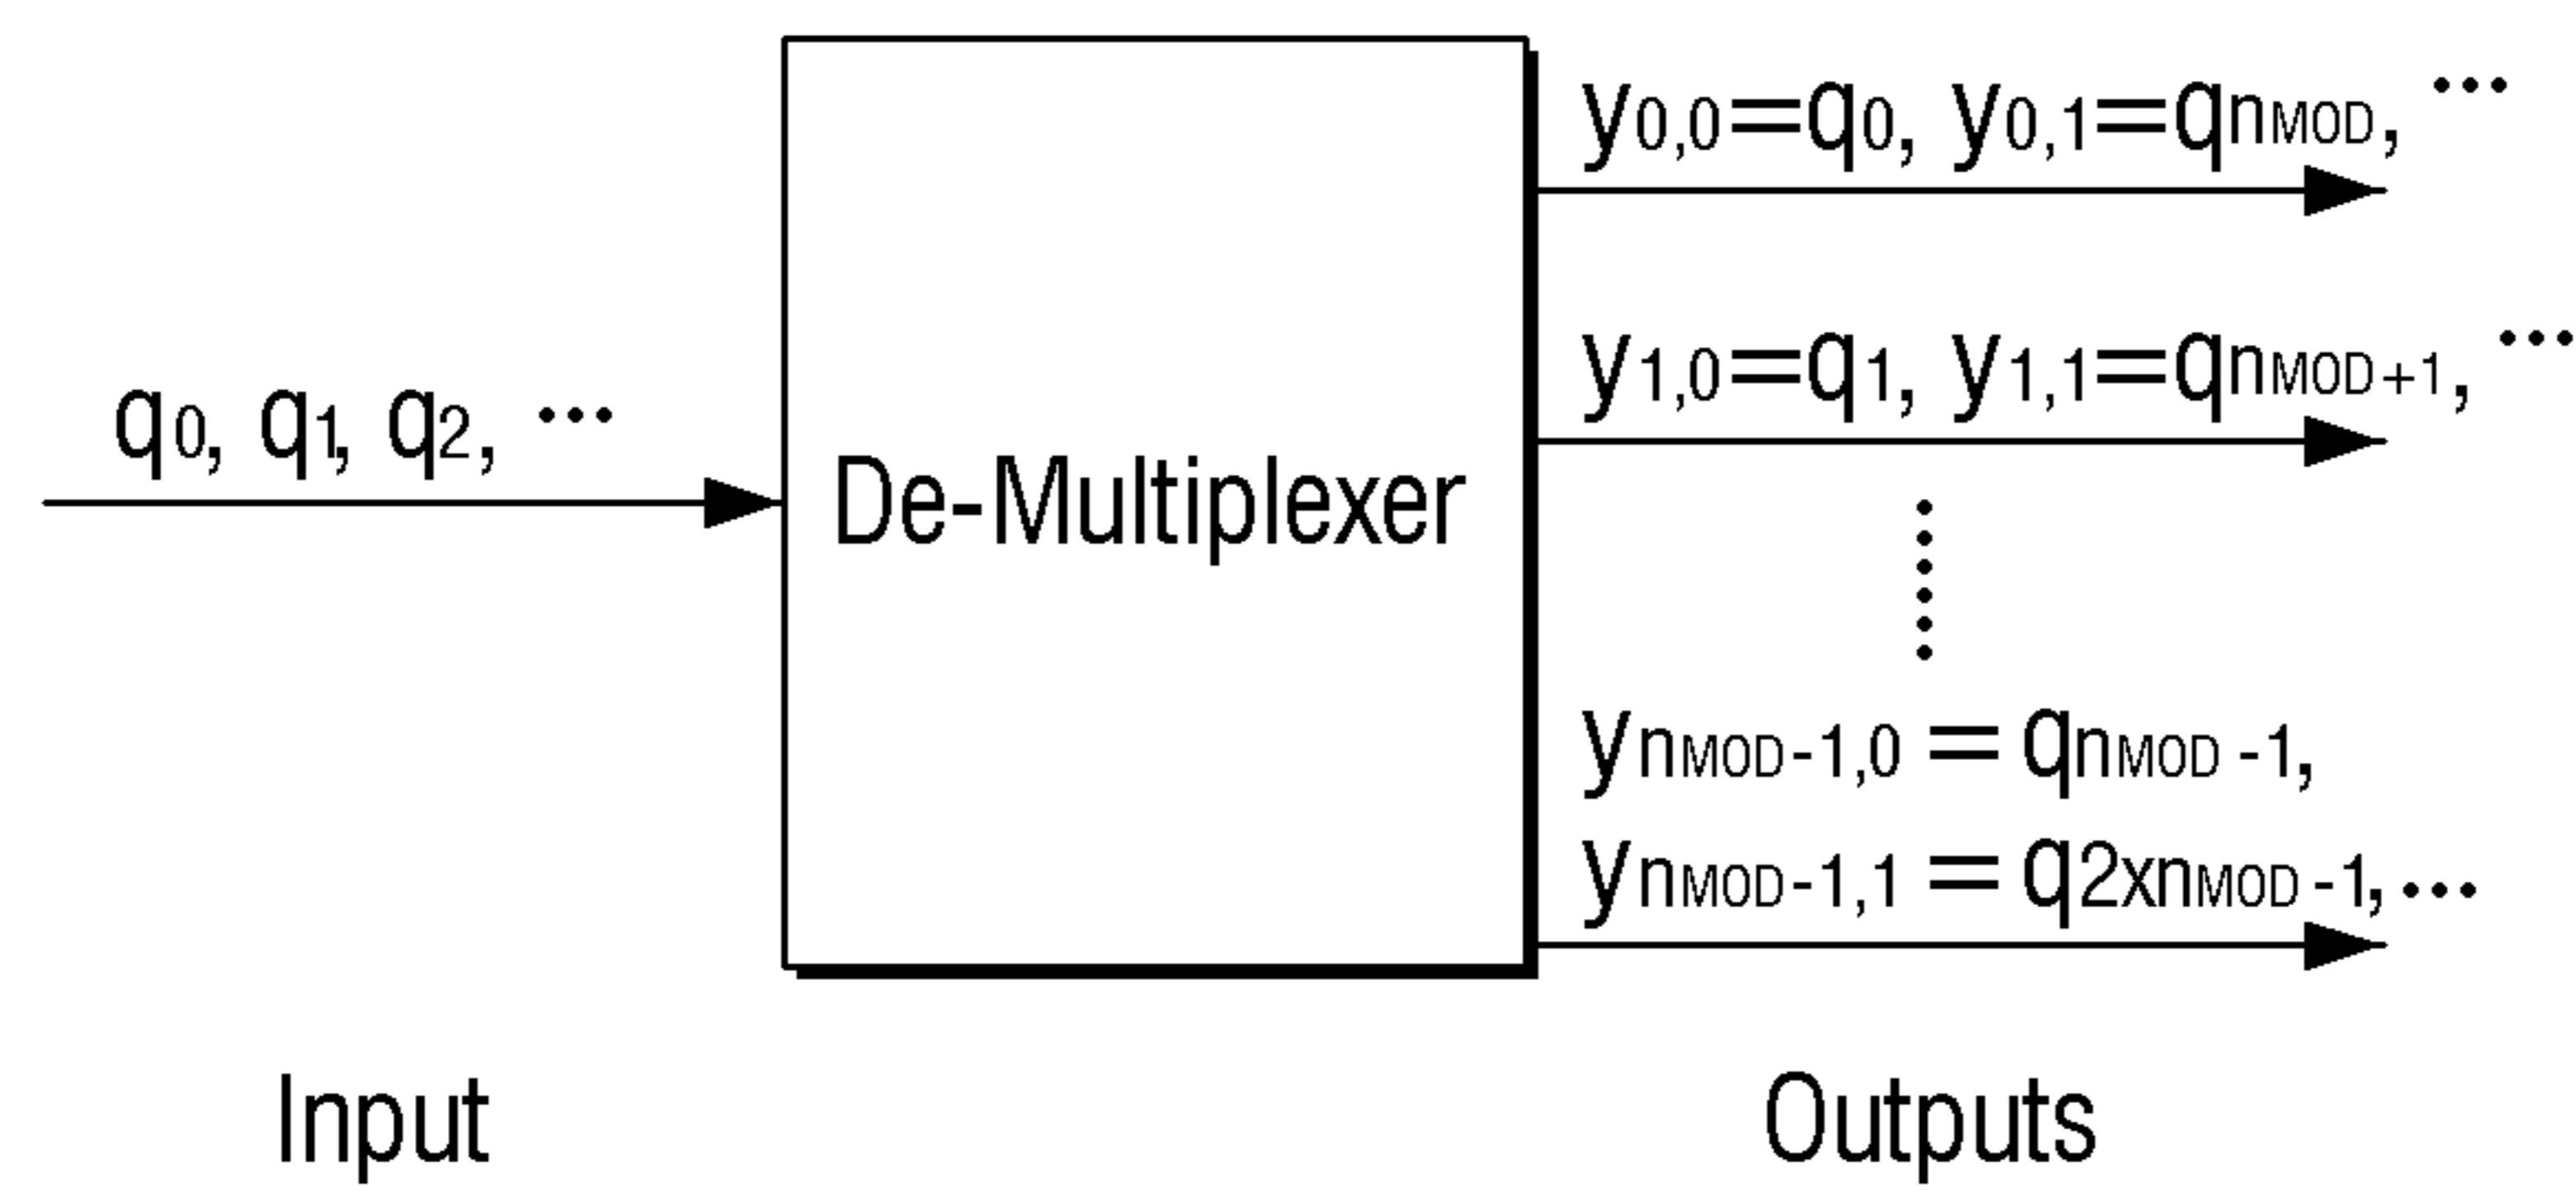 q0, q1, q2, ···
De-Multiplexer
y0,0=q0, y0,1=qnMOD, ···
y1,0=q1, y1,1=qnMOD+1, ···
ynMOD-1,0 = qnMOD -1,
ynMOD-1,1 = q2xnMOD -1, ···
Input
Outputs